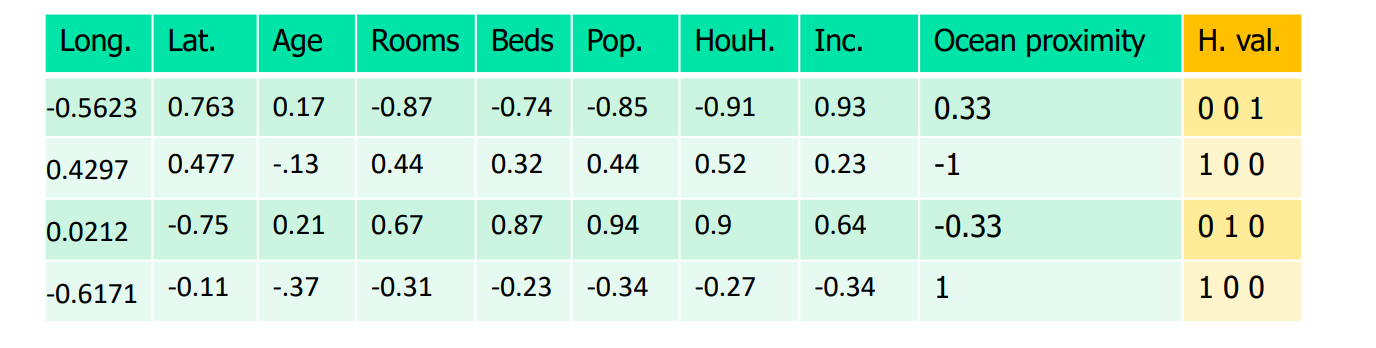 Long. Lat. Age Rooms Beds Pop. HouH. Inc. Ocean proximity H. val.
-0.5623 0.763 0.17 -0.87 -0.74 -0.85 -0.91 0.93 0.33 0 0 1
0.4297 0.477 -.13 0.44 0.32 0.44 0.52 0.23 -1 1 0 0
0.0212 -0.75 0.21 0.67 0.87 0.94 0.9 0.64 -0.33 0 1 0
-0.6171 -0.11 -.37 -0.31 -0.23 -0.34 -0.27 -0.34 1 1 0 0